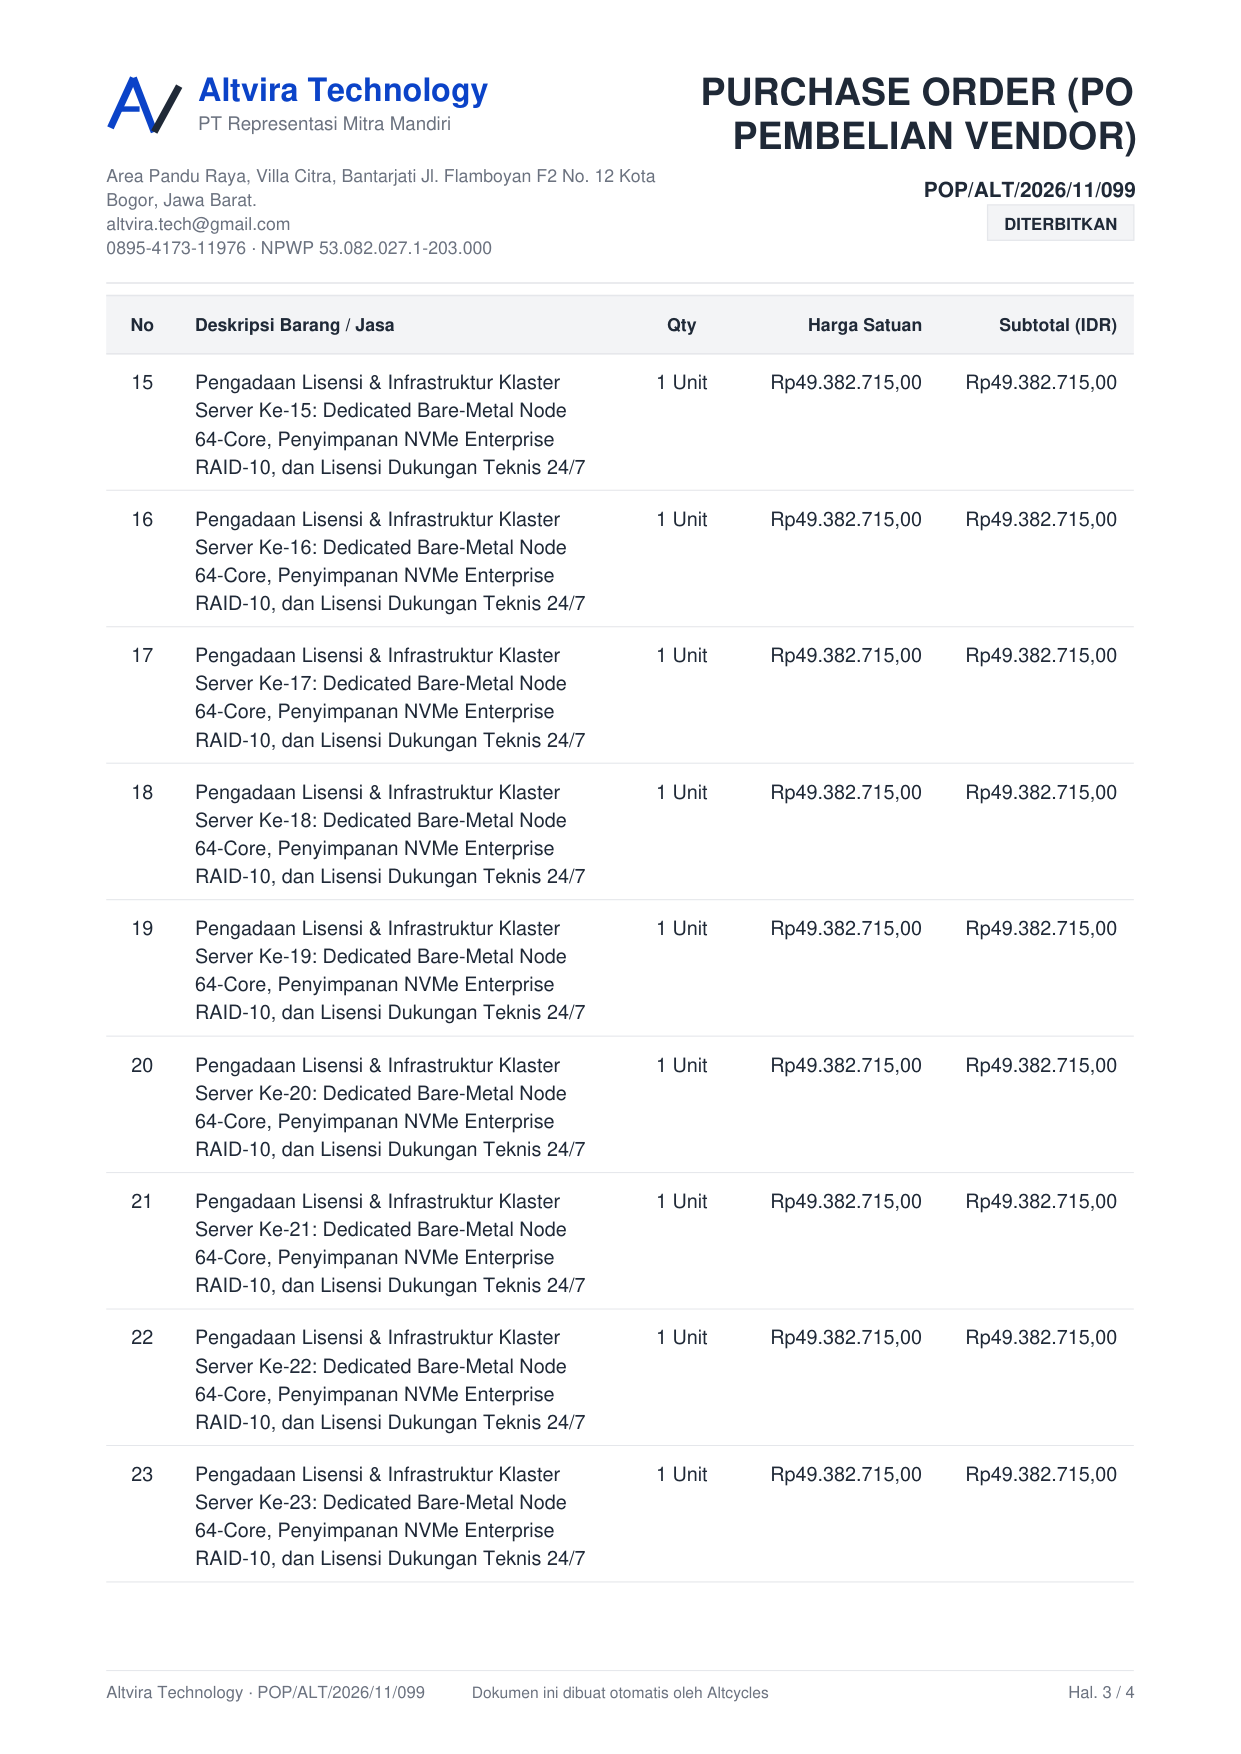 Altvira Technology
PT Representasi Mitra Mandiri
Area Pandu Raya, Villa Citra, Bantarjati Jl. Flamboyan F2 No. 12 Kota
Bogor, Jawa Barat.
altvira.tech@gmail.com
0895-4173-11976 · NPWP 53.082.027.1-203.000
PURCHASE ORDER (PO
PEMBELIAN VENDOR)
POP/ALT/2026/11/099
DITERBITKAN
No Deskripsi Barang / Jasa Qty Harga Satuan Subtotal (IDR)
15 Pengadaan Lisensi & Infrastruktur Klaster 1 Unit Rp49.382.715,00 Rp49.382.715,00
Server Ke-15: Dedicated Bare-Metal Node
64-Core, Penyimpanan NVMe Enterprise
RAID-10, dan Lisensi Dukungan Teknis 24/7
16 Pengadaan Lisensi & Infrastruktur Klaster 1 Unit Rp49.382.715,00 Rp49.382.715,00
Server Ke-16: Dedicated Bare-Metal Node
64-Core, Penyimpanan NVMe Enterprise
RAID-10, dan Lisensi Dukungan Teknis 24/7
17 Pengadaan Lisensi & Infrastruktur Klaster 1 Unit Rp49.382.715,00 Rp49.382.715,00
Server Ke-17: Dedicated Bare-Metal Node
64-Core, Penyimpanan NVMe Enterprise
RAID-10, dan Lisensi Dukungan Teknis 24/7
18 Pengadaan Lisensi & Infrastruktur Klaster 1 Unit Rp49.382.715,00 Rp49.382.715,00
Server Ke-18: Dedicated Bare-Metal Node
64-Core, Penyimpanan NVMe Enterprise
RAID-10, dan Lisensi Dukungan Teknis 24/7
19 Pengadaan Lisensi & Infrastruktur Klaster 1 Unit Rp49.382.715,00 Rp49.382.715,00
Server Ke-19: Dedicated Bare-Metal Node
64-Core, Penyimpanan NVMe Enterprise
RAID-10, dan Lisensi Dukungan Teknis 24/7
20 Pengadaan Lisensi & Infrastruktur Klaster 1 Unit Rp49.382.715,00 Rp49.382.715,00
Server Ke-20: Dedicated Bare-Metal Node
64-Core, Penyimpanan NVMe Enterprise
RAID-10, dan Lisensi Dukungan Teknis 24/7
21 Pengadaan Lisensi & Infrastruktur Klaster 1 Unit Rp49.382.715,00 Rp49.382.715,00
Server Ke-21: Dedicated Bare-Metal Node
64-Core, Penyimpanan NVMe Enterprise
RAID-10, dan Lisensi Dukungan Teknis 24/7
22 Pengadaan Lisensi & Infrastruktur Klaster 1 Unit Rp49.382.715,00 Rp49.382.715,00
Server Ke-22: Dedicated Bare-Metal Node
64-Core, Penyimpanan NVMe Enterprise
RAID-10, dan Lisensi Dukungan Teknis 24/7
23 Pengadaan Lisensi & Infrastruktur Klaster 1 Unit Rp49.382.715,00 Rp49.382.715,00
Server Ke-23: Dedicated Bare-Metal Node
64-Core, Penyimpanan NVMe Enterprise
RAID-10, dan Lisensi Dukungan Teknis 24/7
Altvira Technology · POP/ALT/2026/11/099 Dokumen ini dibuat otomatis oleh Altcycles Hal. 3 / 4